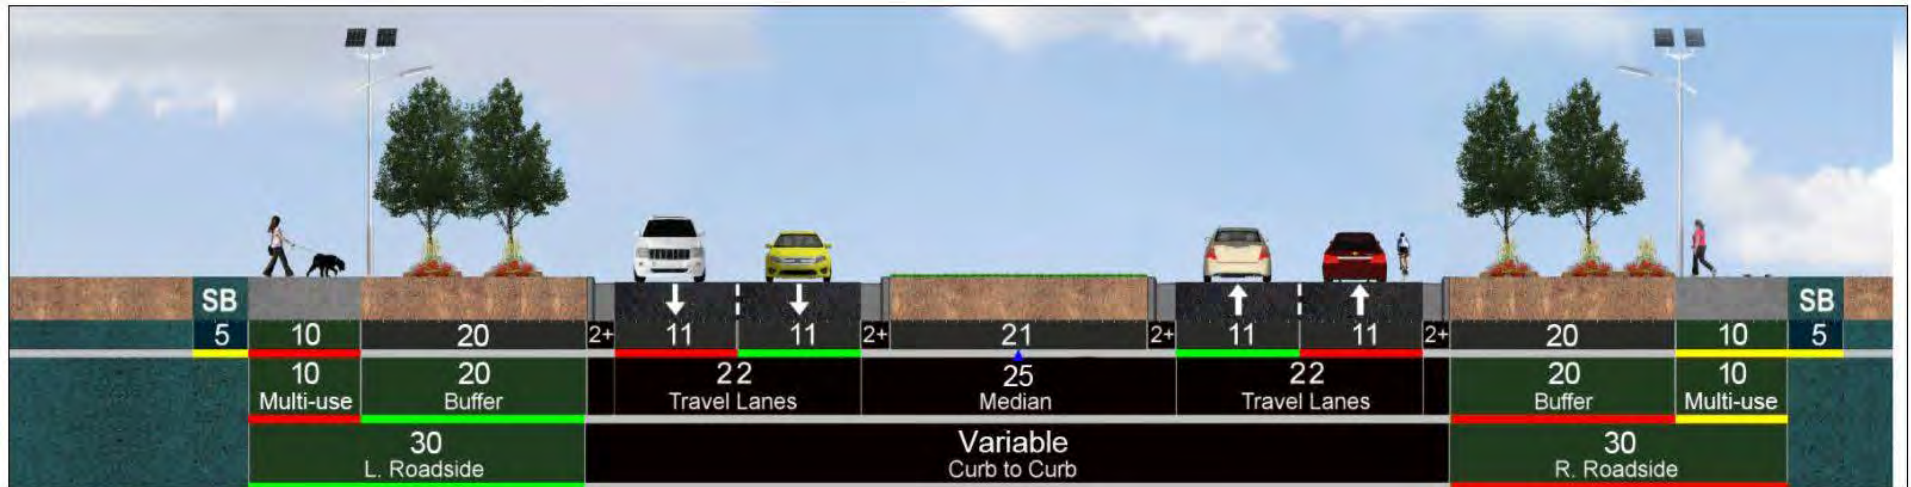 SB SB
5 10 20 2+ 11 11 2+ 21 2+ 11 11 2+ 20 10 5
10 20 22 25 22 20 10
Multi-use Buffer Travel Lanes Median Travel Lanes Buffer Multi-use
30 Variable 30
L. Roadside Curb to Curb R. Roadside